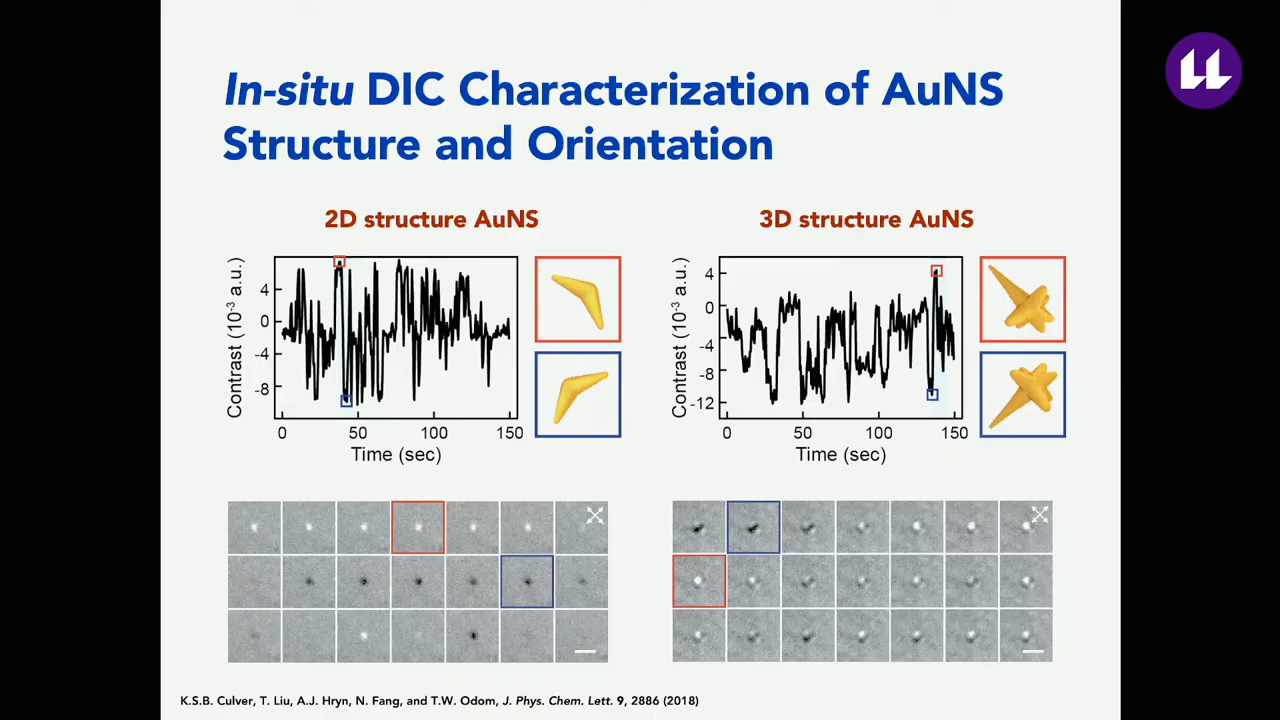 In-situ DIC Characterization of AuNS
Structure and Orientation
2D structure AuNS
Contrast (10⁻³ a.u.)
4
0
-4
-8
0 50 100 150
Time (sec)
3D structure AuNS
Contrast (10⁻³ a.u.)
4
0
-4
-8
-12
0 50 100 150
Time (sec)
K.S.B. Culver, T. Liu, A.J. Hryn, N. Fang, and T.W. Odom, J. Phys. Chem. Lett. 9, 2886 (2018)